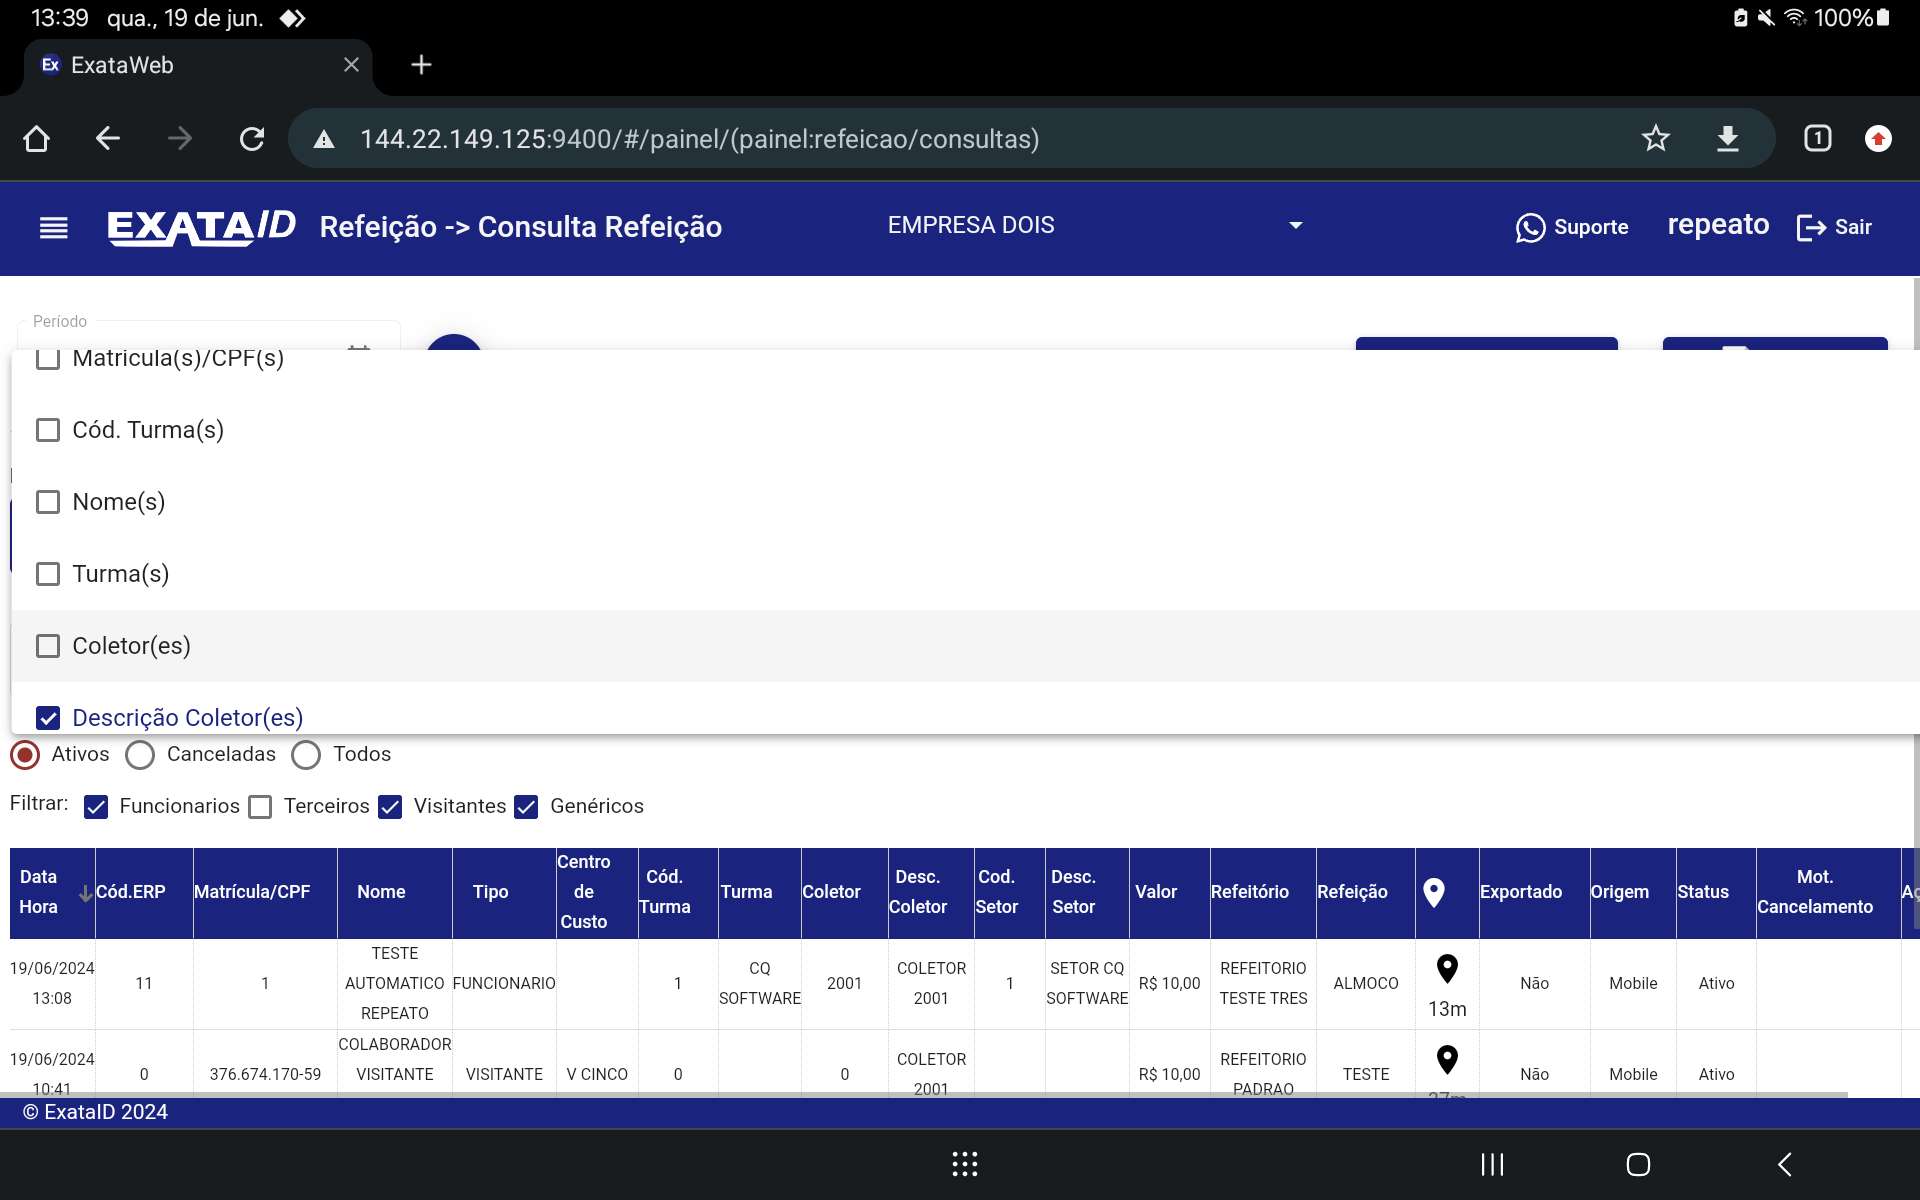 13:39 qua., 19 de jun. 100%
Ex ExataWeb
144.22.149.125:9400/#/painel/(painel:refeicao/consultas) 1
EXATAID Refeição -> Consulta Refeição EMPRESA DOIS Suporte repeato Sair
Período
Matricula(s)/CPF(s)
Cód. Turma(s)
Nome(s)
Turma(s)
Coletor(es)
Descrição Coletor(es)
Ativos Canceladas Todos
Filtrar: Funcionarios Terceiros Visitantes Genéricos
Data Hora Cód.ERP Matrícula/CPF Nome Tipo Centro de Custo Cód. Turma Turma Coletor Desc. Coletor Cod. Setor Desc. Setor Valor Refeitório Refeição Exportado Origem Status Mot. Cancelamento
19/06/2024 13:08 11 1 TESTE AUTOMATICO REPEATO FUNCIONARIO 1 CQ SOFTWARE 2001 COLETOR 2001 1 SETOR CQ SOFTWARE R$ 10,00 REFEITORIO TESTE TRES ALMOCO 13m Não Mobile Ativo
19/06/2024 10:41 0 376.674.170-59 COLABORADOR VISITANTE VISITANTE V CINCO 0 0 COLETOR 2001 R$ 10,00 REFEITORIO PADRAO TESTE Não Mobile Ativo
© ExataID 2024